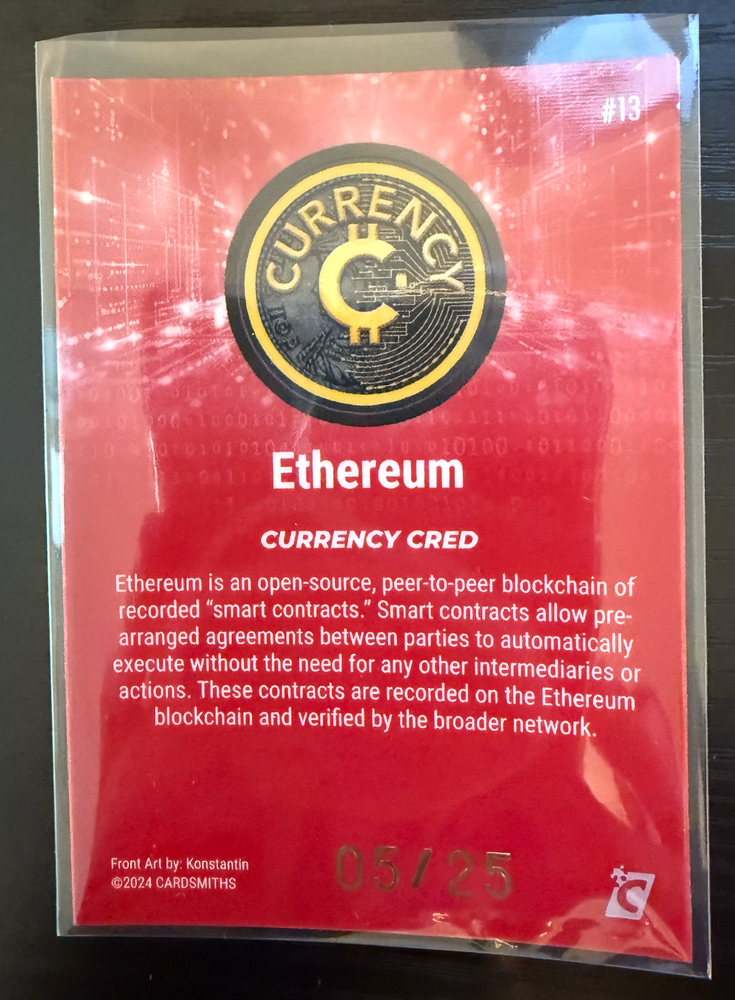 #13
CURRENCY
Ethereum
CURRENCY CRED
Ethereum is an open-source, peer-to-peer blockchain of
recorded “smart contracts.” Smart contracts allow pre-
arranged agreements between parties to automatically
execute without the need for any other intermediaries or
actions. These contracts are recorded on the Ethereum
blockchain and verified by the broader network.
Front Art by: Konstantin
©2024 CARDSMITHS
05/25